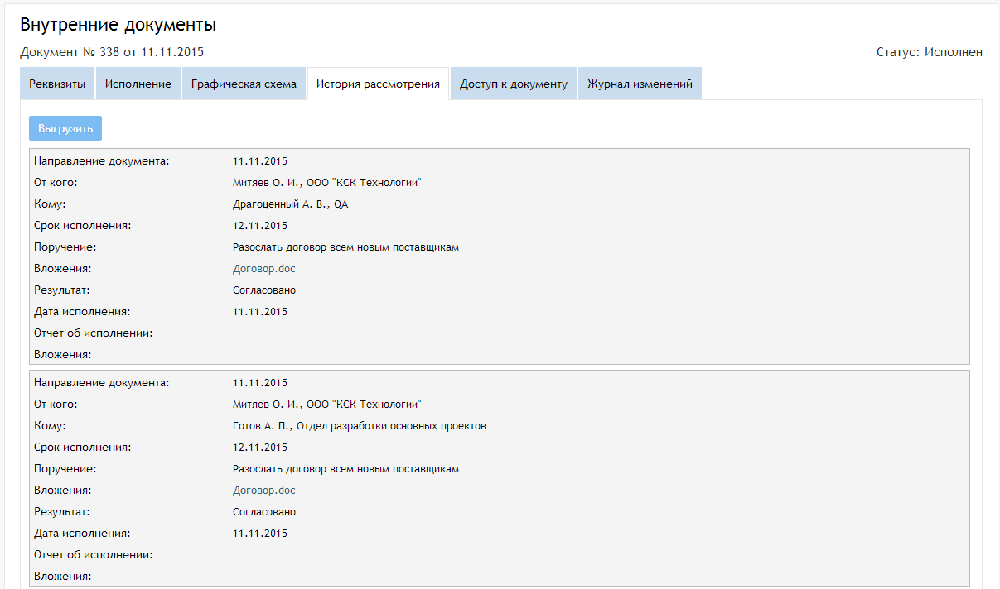 Внутренние документы
Документ № 338 от 11.11.2015 Статус: Исполнен
Реквизиты Исполнение Графическая схема История рассмотрения Доступ к документу Журнал изменений
Выгрузить
Направление документа: 11.11.2015
От кого: Митяев О. И., ООО "КСК Технологии"
Кому: Драгоценный А. В., QA
Срок исполнения: 12.11.2015
Поручение: Разослать договор всем новым поставщикам
Вложения: Договор.doc
Результат: Согласовано
Дата исполнения: 11.11.2015
Отчет об исполнении:
Вложения:
Направление документа: 11.11.2015
От кого: Митяев О. И., ООО "КСК Технологии"
Кому: Готов А. П., Отдел разработки основных проектов
Срок исполнения: 12.11.2015
Поручение: Разослать договор всем новым поставщикам
Вложения: Договор.doc
Результат: Согласовано
Дата исполнения: 11.11.2015
Отчет об исполнении:
Вложения: